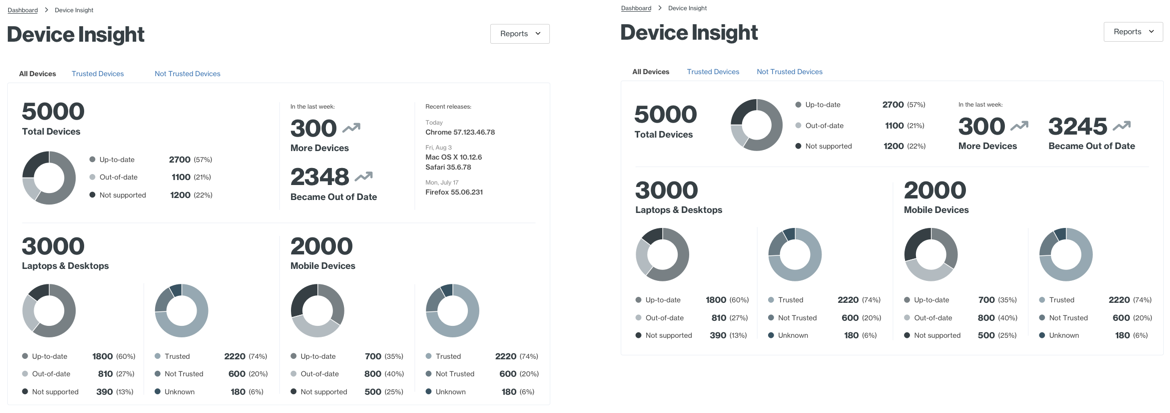 Dashboard > Device Insight
Device Insight
Reports
All Devices Trusted Devices Not Trusted Devices
5000
Total Devices
Up-to-date 2700 (57%)
Out-of-date 1100 (21%)
Not supported 1200 (22%)
In the last week:
300
More Devices
2348
Became Out of Date
Recent releases:
Today
Chrome 57.123.46.78
Fri, Aug 3
Mac OS X 10.12.6
Safari 35.6.78
Mon, July 17
Firefox 55.06.231
3000
Laptops & Desktops
Up-to-date 1800 (60%)
Out-of-date 810 (27%)
Not supported 390 (13%)
Trusted 2220 (74%)
Not Trusted 600 (20%)
Unknown 180 (6%)
2000
Mobile Devices
Up-to-date 700 (35%)
Out-of-date 800 (40%)
Not supported 500 (25%)
Trusted 2220 (74%)
Not Trusted 600 (20%)
Unknown 180 (6%)
Dashboard > Device Insight
Device Insight
Reports
All Devices Trusted Devices Not Trusted Devices
5000
Total Devices
Up-to-date 2700 (57%)
Out-of-date 1100 (21%)
Not supported 1200 (22%)
In the last week:
300
More Devices
3245
Became Out of Date
3000
Laptops & Desktops
Up-to-date 1800 (60%)
Out-of-date 810 (27%)
Not supported 390 (13%)
Trusted 2220 (74%)
Not Trusted 600 (20%)
Unknown 180 (6%)
2000
Mobile Devices
Up-to-date 700 (35%)
Out-of-date 800 (40%)
Not supported 500 (25%)
Trusted 2220 (74%)
Not Trusted 600 (20%)
Unknown 180 (6%)